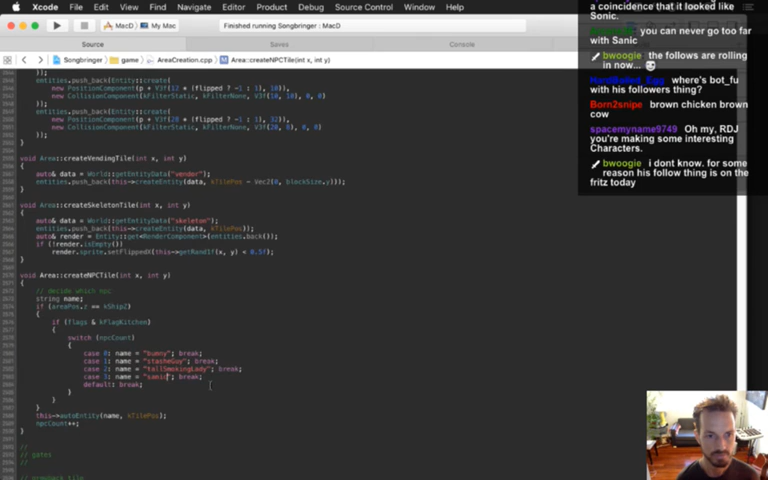 Xcode File Edit View Find Navigate Editor Product Debug Source Control Window Help
MacD My Mac Finished running Songbringer : MacD
Source Saves Console
Songbringer game AreaCreation.cpp Area::createNPCTile(int x, int y)
});
entities.push_back(Entity::create(
new PositionComponent(p + V3f(12 * (flipped ? -1 : 1), 10)),
new CollisionComponent(kFilterStatic, kFilterNone, V3f(10, 10), 0, 0)
));
entities.push_back(Entity::create(
new PositionComponent(p + V3f(28 * (flipped ? -1 : 1), 32)),
new CollisionComponent(kFilterStatic, kFilterNone, V3f(20, 8), 0, 0)
));
}
void Area::createVendingTile(int x, int y)
{
auto& data = World::getEntityData("vendor");
entities.push_back(this->createEntity(data, kTilePos - Vec2(0, blockSize.y)));
}
void Area::createSkeletonTile(int x, int y)
{
auto& data = World::getEntityData("skeleton");
entities.push_back(this->createEntity(data, kTilePos));
auto& render = Entity::get<RenderComponent>(entities.back());
if (!render.isEmpty())
render.sprite.setFlippedX(this->getRand1f(x, y) < 0.5f);
}
void Area::createNPCTile(int x, int y)
{
// decide which npc
string name;
if (areaPos.z == kShipZ)
{
if (flags & kFlagKitchen)
{
switch (npcCount)
{
case 0: name = "bunny"; break;
case 1: name = "stacheGuy"; break;
case 2: name = "tallSmokingLady"; break;
case 3: name = "sanic"; break;
default: break;
}
}
}
this->autoEntity(name, kTilePos);
npcCount++;
}
//
// gates
//
a coincidence that it looked like
Sonic.
you can never go too far
with Sanic
bwoogie the follows are rolling
in now...
HardBoiled_Egg where's bot_fu
with his followers thing?
Born2snipe brown chicken brown
cow
spacemyname9749 Oh my, RDJ
you're making some interesting
Characters.
bwoogie i dont know. for some
reason his follow thing is on the
fritz today